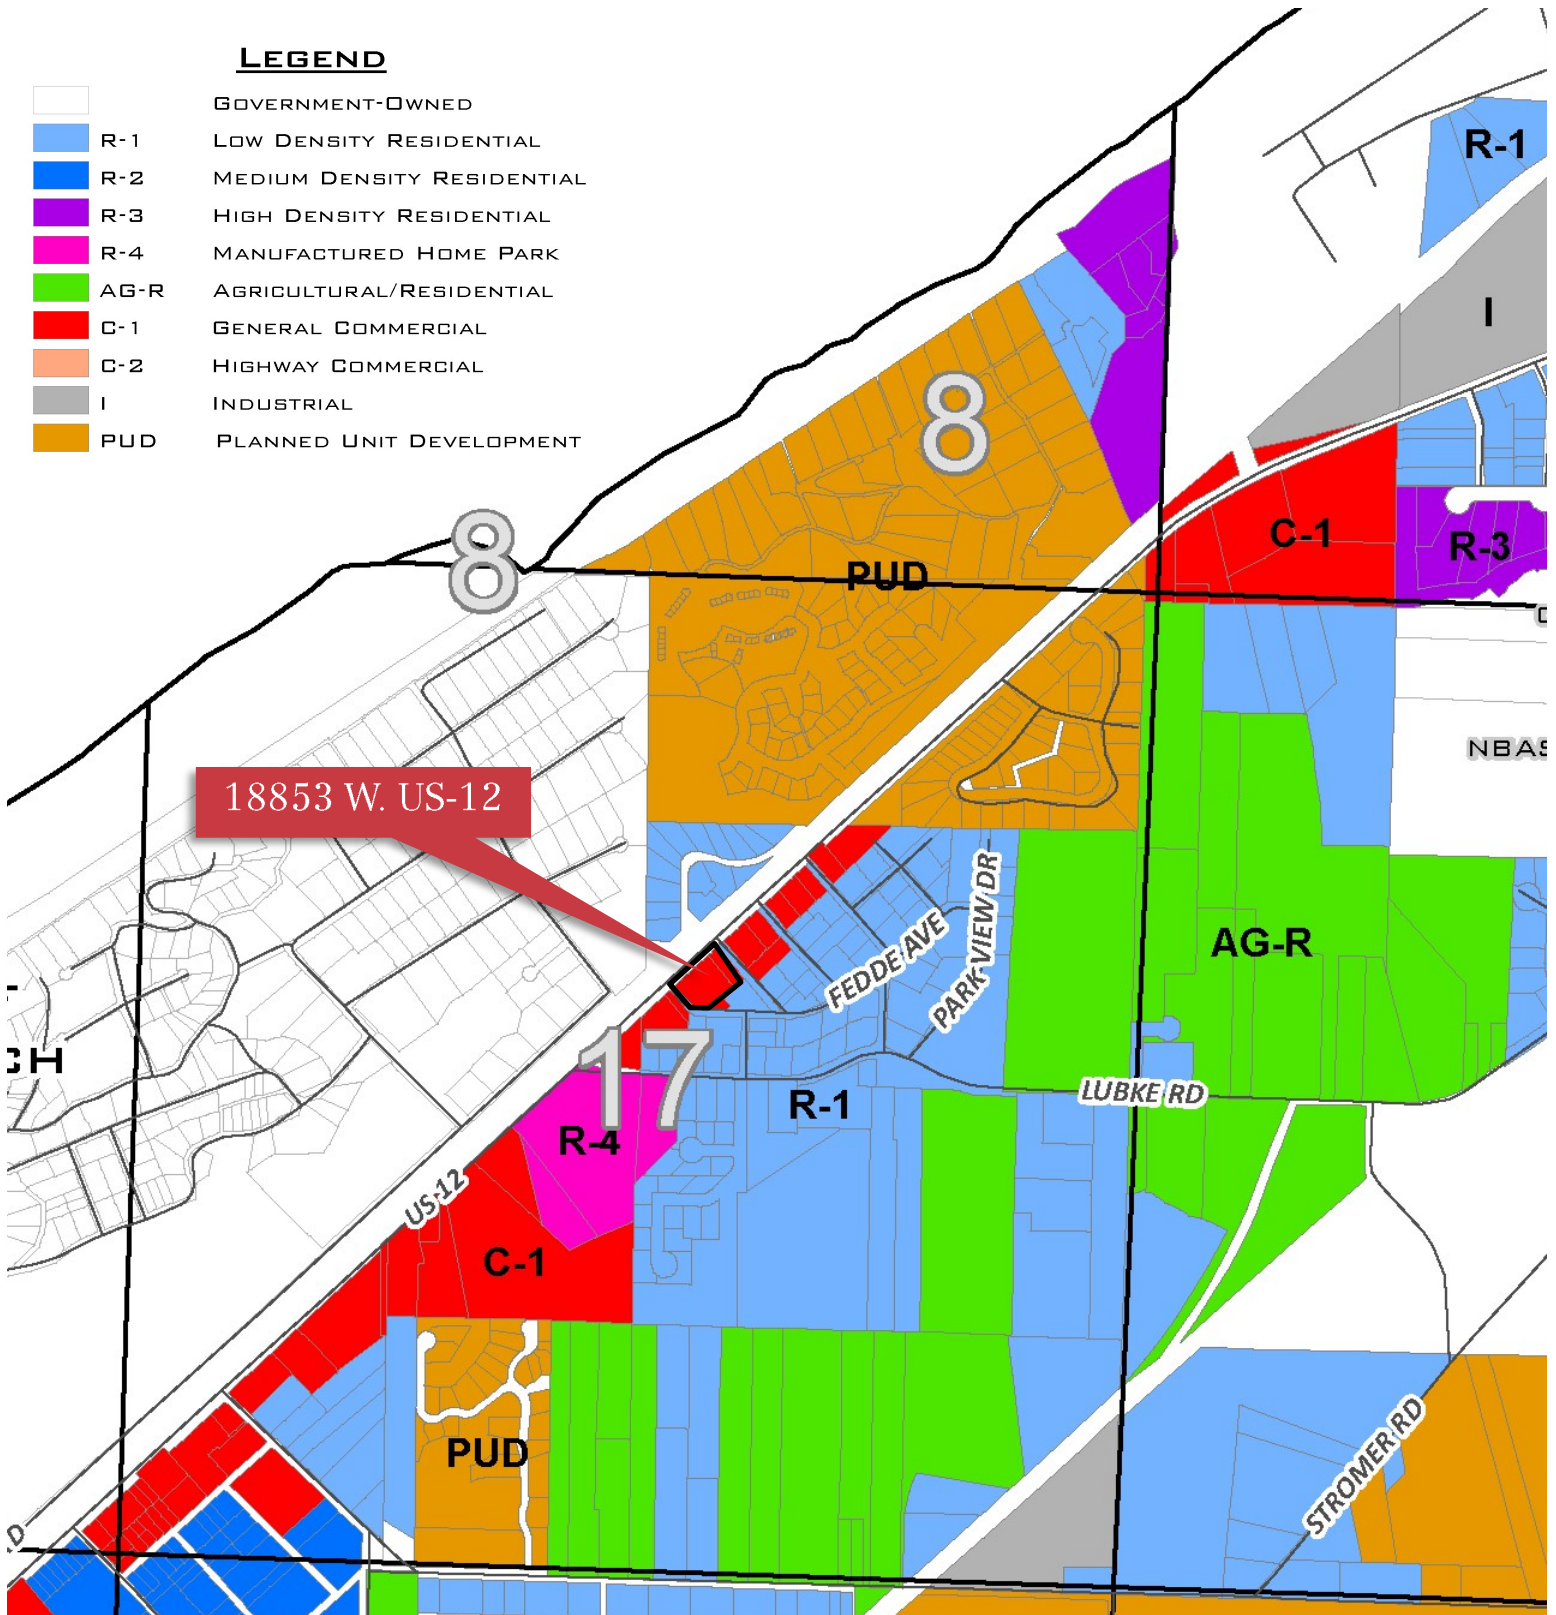 LEGEND
GOVERNMENT-OWNED
R-1 LOW DENSITY RESIDENTIAL
R-2 MEDIUM DENSITY RESIDENTIAL
R-3 HIGH DENSITY RESIDENTIAL
R-4 MANUFACTURED HOME PARK
AG-R AGRICULTURAL/RESIDENTIAL
C-1 GENERAL COMMERCIAL
C-2 HIGHWAY COMMERCIAL
I INDUSTRIAL
PUD PLANNED UNIT DEVELOPMENT
R-1
I
8
8
C-1
R-3
PUD
NBAS
18853 W. US-12
FEDDE AVE
PARK VIEW DR
AG-R
17
CH
LUBKE RD
R-1
R-4
US-12
C-1
PUD
STROMER RD
D